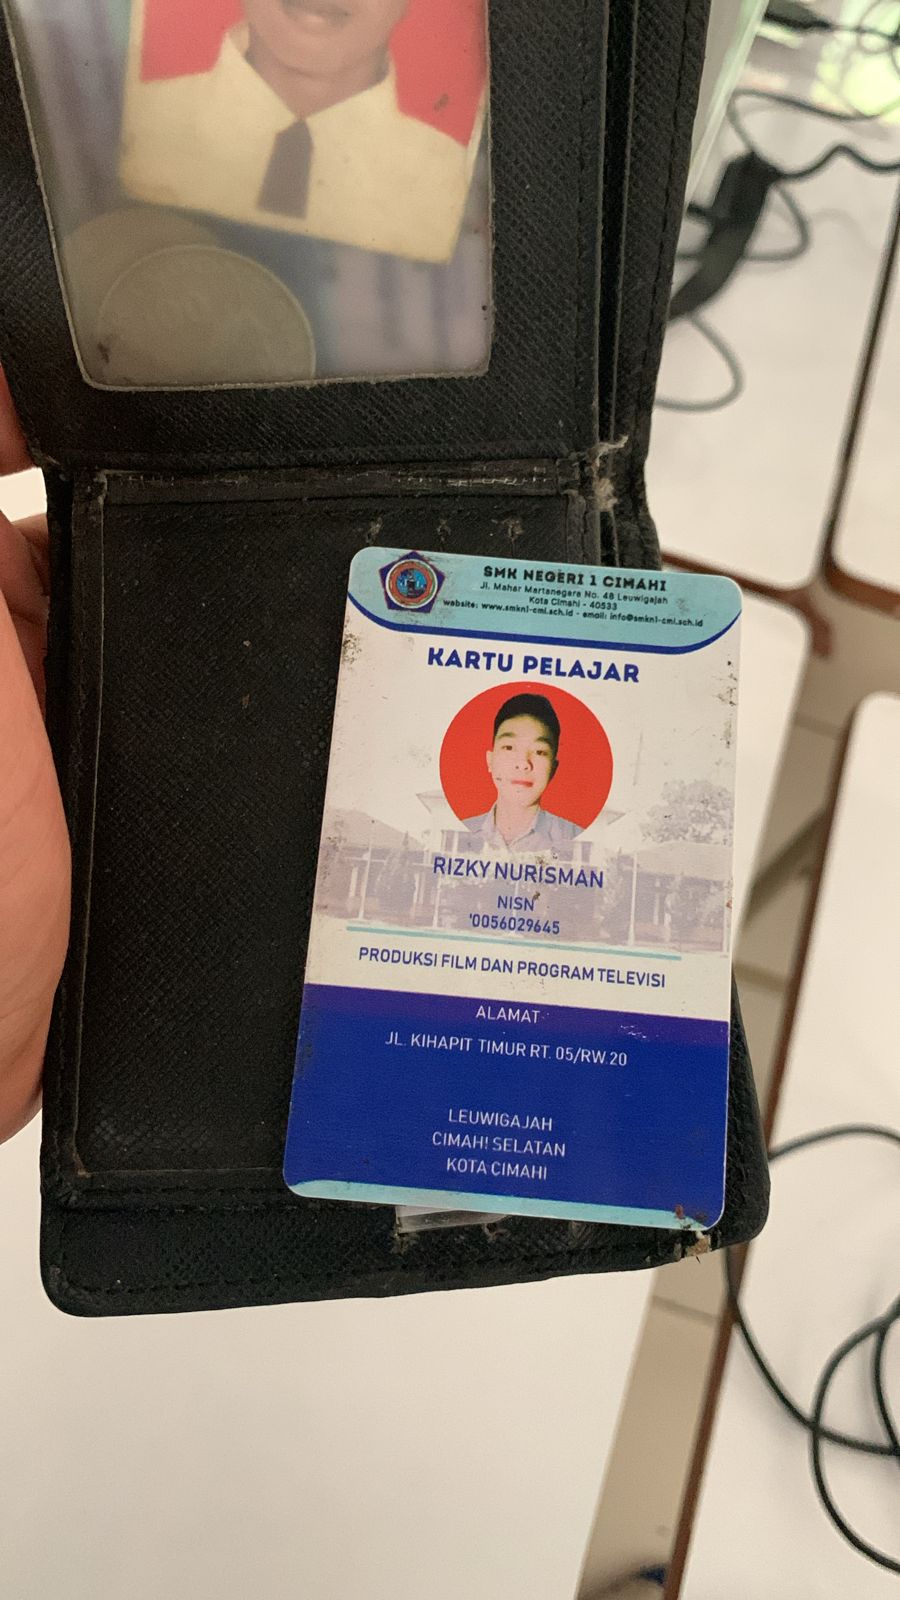 SMK NEGERI 1 CIMAHI
Jl. Mahar Martanegara No. 48 Leuwigajah
Kota Cimahi - 40533
website: www.smkn1-cmi.sch.id - email: info@smkn1-cmi.sch.id
KARTU PELAJAR
RIZKY NURISMAN
NISN
'0056029645
PRODUKSI FILM DAN PROGRAM TELEVISI
ALAMAT
JL. KIHAPIT TIMUR RT. 05/RW.20
LEUWIGAJAH
CIMAHI SELATAN
KOTA CIMAHI